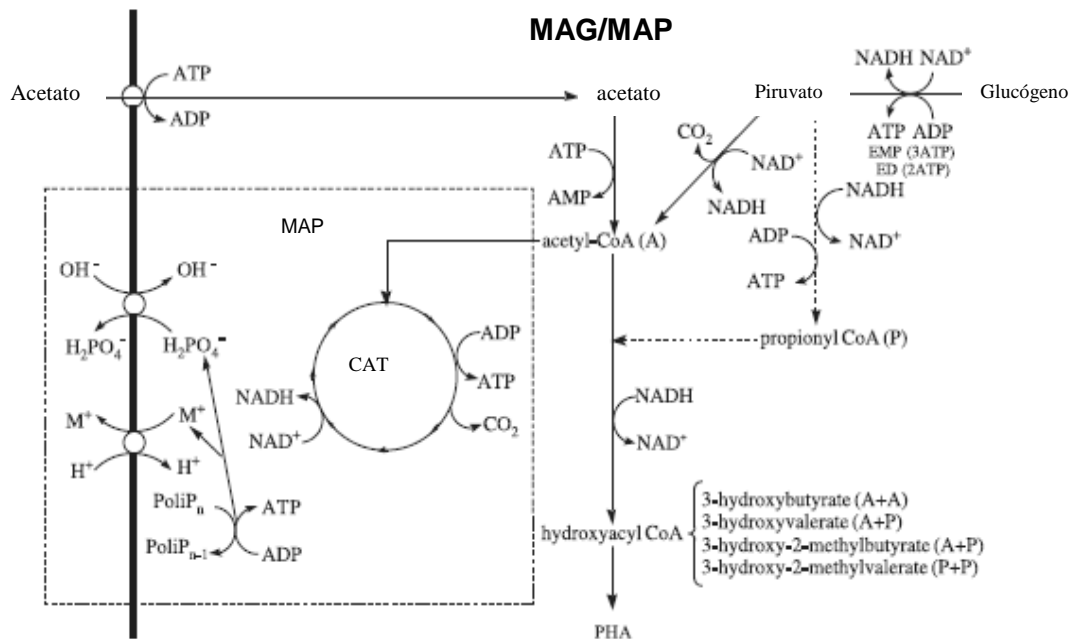 MAG/MAP
NADH NAD⁺
Acetato
ATP
ADP
acetato
Piruvato
Glucógeno
ATP ADP
EMP (3ATP)
ED (2ATP)
CO₂
NAD⁺
NADH
ATP
AMP
NADH
NAD⁺
ADP
ATP
MAP
acetyl-CoA (A)
OH⁻
OH⁻
H₂PO₄⁻
H₂PO₄⁻
CAT
ADP
ATP
CO₂
NADH
NAD⁺
propionyl CoA (P)
M⁺
M⁺
H⁺
H⁺
NADH
NAD⁺
PoliPₙ
PoliPₙ₋₁
ATP
ADP
hydroxyacyl CoA
3-hydroxybutyrate (A+A)
3-hydroxyvalerate (A+P)
3-hydroxy-2-methylbutyrate (A+P)
3-hydroxy-2-methylvalerate (P+P)
PHA